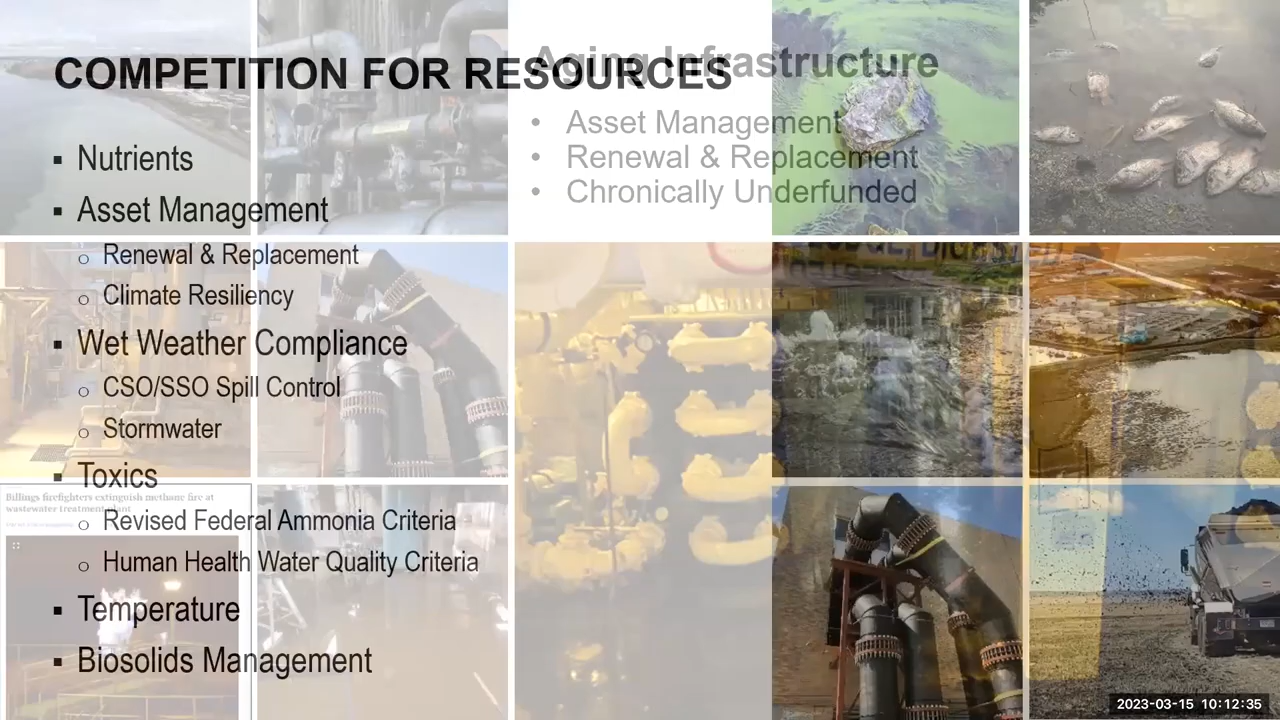 COMPETITION FOR RESOURCES
▪ Nutrients
▪ Asset Management
o Renewal & Replacement
o Climate Resiliency
▪ Wet Weather Compliance
o CSO/SSO Spill Control
o Stormwater
▪ Toxics
o Revised Federal Ammonia Criteria
o Human Health Water Quality Criteria
▪ Temperature
▪ Biosolids Management
Aging Infrastructure
• Asset Management
• Renewal & Replacement
• Chronically Underfunded
Billings firefighters extinguish methane fire at
wastewater treatment plant
2023-03-15 10:12:35